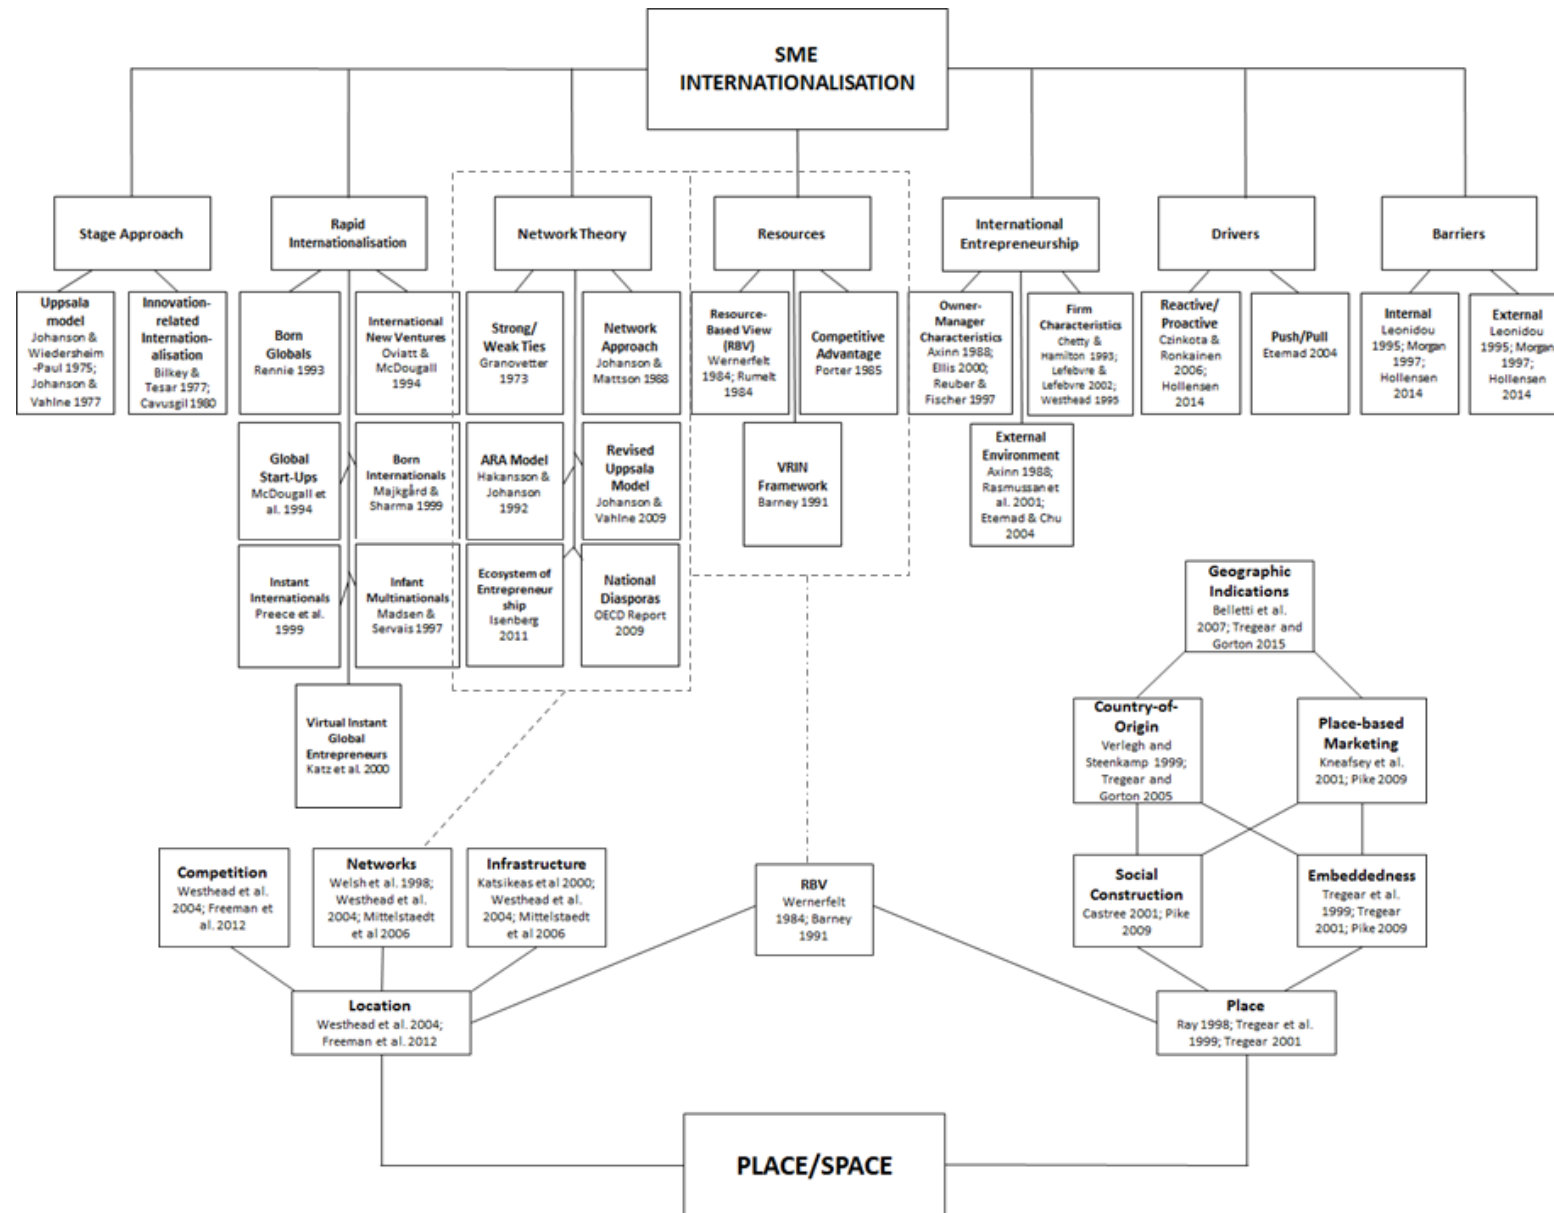 SME
INTERNATIONALISATION
Stage Approach
Rapid
Internationalisation
Network Theory
Resources
International
Entrepreneurship
Drivers
Barriers
Uppsala
model
Johanson &
Wiedersheim
-Paul 1975;
Johanson &
Vahlne 1977
Innovation-
related
Internation-
alisation
Bilkey &
Tesar 1977;
Cavusgil 1980
Born
Globals
Rennie 1993
International
New Ventures
Oviatt &
McDougall
1994
Strong/
Weak Ties
Granovetter
1973
Network
Approach
Johanson &
Mattson 1988
Resource-
Based View
(RBV)
Wernerfelt
1984; Rumelt
1984
Competitive
Advantage
Porter 1985
Owner-
Manager
Characteristics
Axinn 1988;
Ellis 2000;
Reuber &
Fischer 1997
Firm
Characteristics
Chetty &
Hamilton 1993;
Lefebvre &
Lefebvre 2002;
Westhead 1995
Reactive/
Proactive
Czinkota &
Ronkainen
2006;
Hollensen
2014
Push/Pull
Etemad 2004
Internal
Leonidou
1995; Morgan
1997;
Hollensen
2014
External
Leonidou
1995; Morgan
1997;
Hollensen
2014
Global
Start-Ups
McDougall et
al. 1994
Born
Internationals
Majkgård &
Sharma 1999
ARA Model
Hakansson &
Johanson
1992
Revised
Uppsala
Model
Johanson &
Vahlne 2009
VRIN
Framework
Barney 1991
External
Environment
Axinn 1988;
Rasmussan et
al. 2001;
Etemad & Chu
2004
Instant
Internationals
Preece et al.
1999
Infant
Multinationals
Madsen &
Servais 1997
Ecosystem of
Entrepreneur
ship
Isenberg
2011
National
Diasporas
OECD Report
2009
Virtual Instant
Global
Entrepreneurs
Katz et al. 2000
Geographic
Indications
Belletti et al.
2007; Tregear and
Gorton 2015
Country-of-
Origin
Verlegh and
Steenkamp 1999;
Tregear and
Gorton 2005
Place-based
Marketing
Kneafsey et al.
2001; Pike 2009
Competition
Westhead et al.
2004; Freeman et
al. 2012
Networks
Welsh et al. 1998;
Westhead et al.
2004; Mittelstaedt
et al 2006
Infrastructure
Katsikeas et al 2000;
Westhead et al.
2004; Mittelstaedt
et al 2006
RBV
Wernerfelt
1984; Barney
1991
Social
Construction
Castree 2001; Pike
2009
Embeddedness
Tregear et al.
1999; Tregear
2001; Pike 2009
Location
Westhead et al. 2004;
Freeman et al. 2012
Place
Ray 1998; Tregear et al.
1999; Tregear 2001
PLACE/SPACE